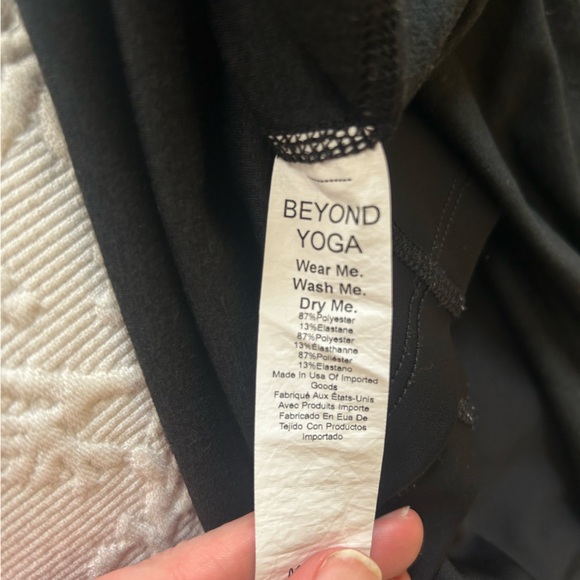 BEYOND
YOGA
Wear Me.
Wash Me.
Dry Me.
87%Polyester
13%Elastane
87%Polyester
13%Elasthanne
87%Poliester
13%Elastano
Made In Usa Of Imported
Goods
Fabriqué Aux États-Unis
Avec Produits Importe
Fabricado En Eua De
Tejido Con Productos
Importado